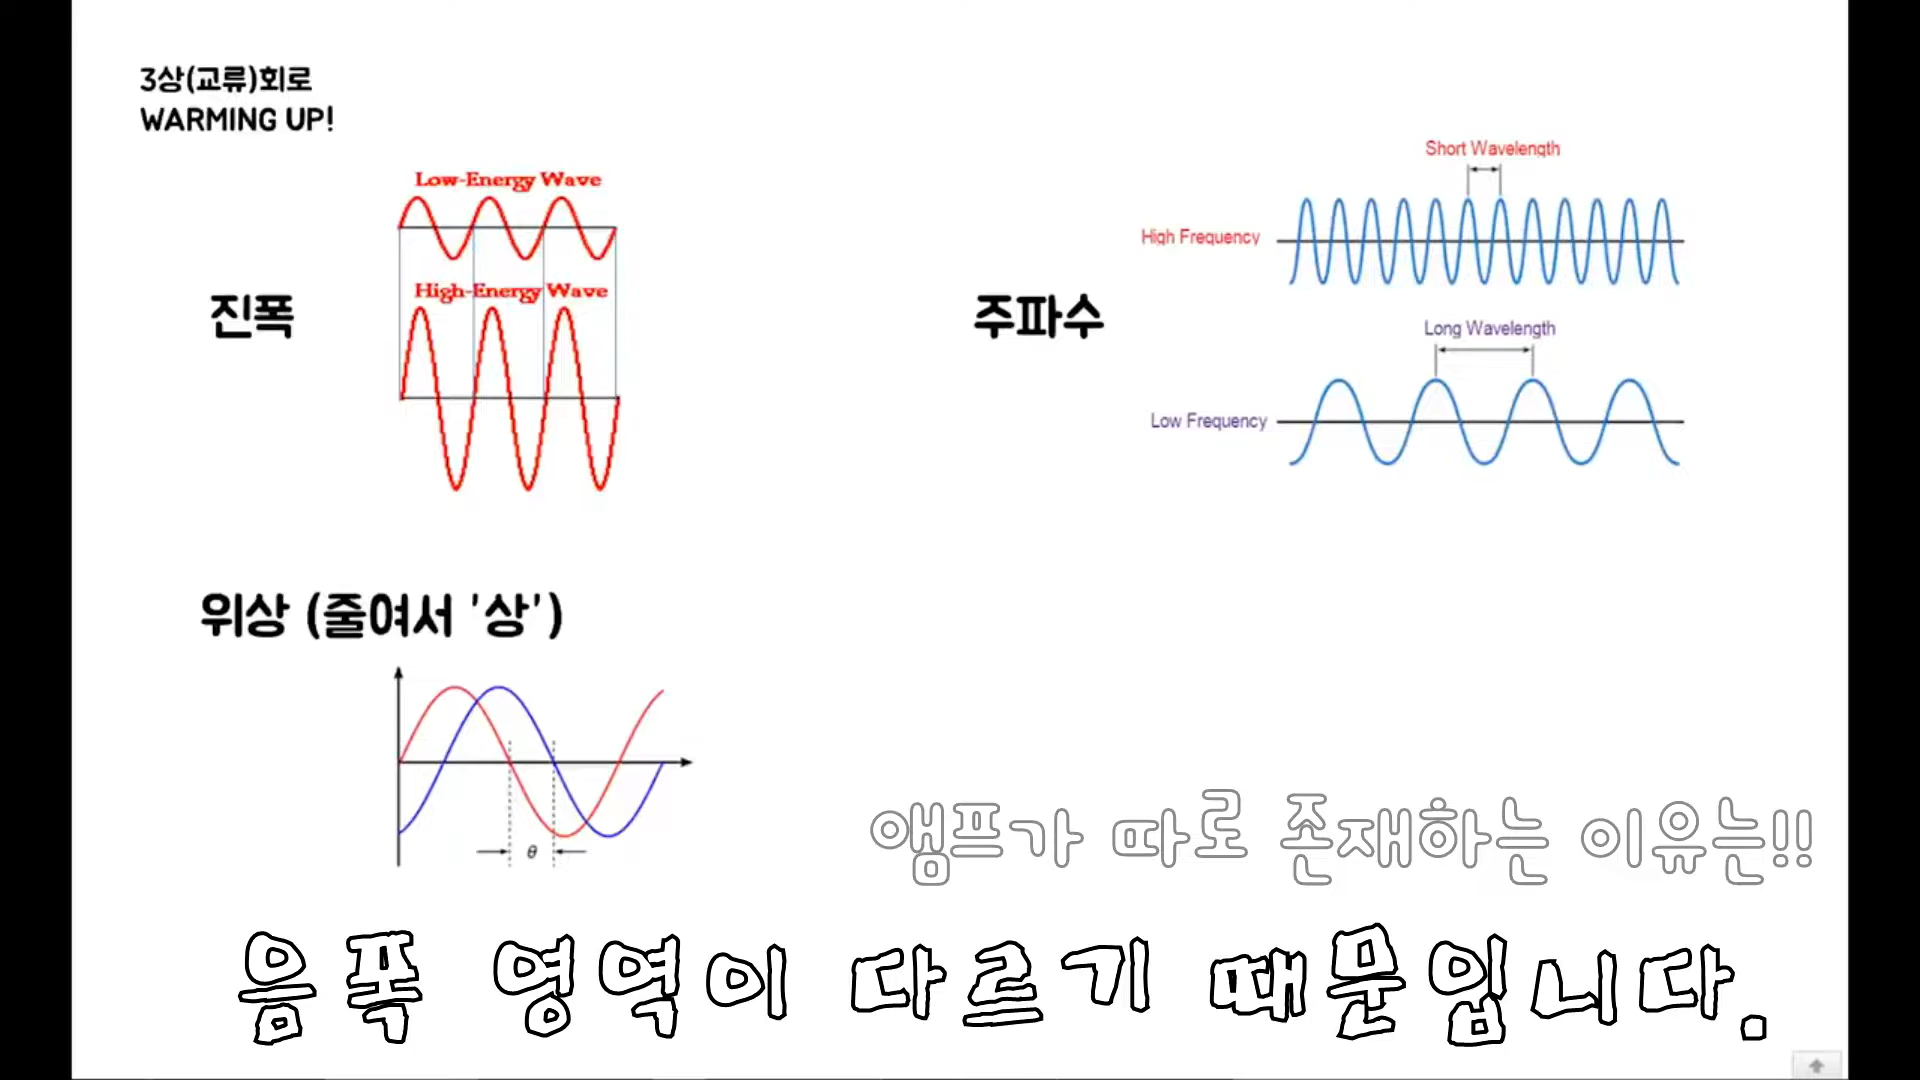 3상(교류)회로
WARMING UP!
Low-Energy Wave
High-Energy Wave
진폭
Short Wavelength
High Frequency
주파수
Long Wavelength
Low Frequency
위상 (줄여서 '상')
θ
앰프가 따로 존재하는 이유는!!
음폭 영역이 다르기 때문입니다.